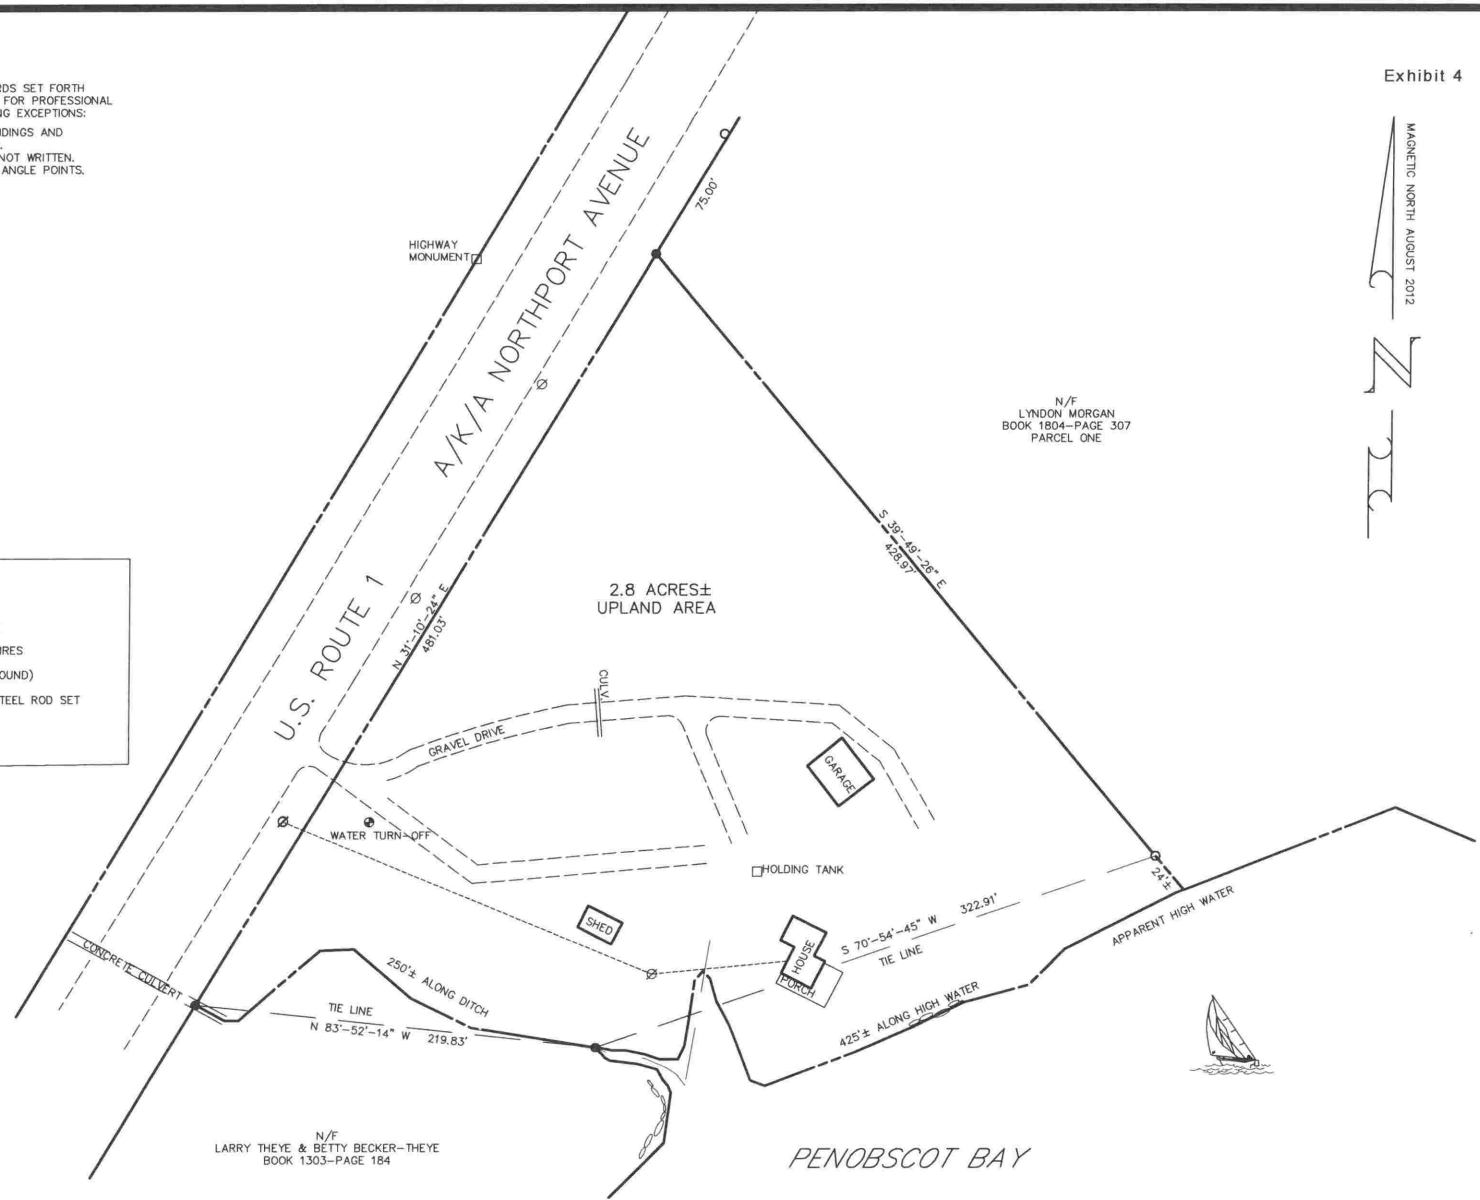 RDS SET FORTH
FOR PROFESSIONAL
NG EXCEPTIONS:
DINGS AND
NOT WRITTEN.
ANGLE POINTS.
Exhibit 4
MAGNETIC NORTH AUGUST 2012
N
75.00'
HIGHWAY
MONUMENT
A/K/A NORTHPORT AVENUE
U.S. ROUTE 1
N/F
LYNDON MORGAN
BOOK 1804-PAGE 307
PARCEL ONE
S 39°-49'-26" E
428.97'
2.8 ACRES±
UPLAND AREA
N 31°-10'-24" E
481.03'
IRES
OUND)
TEEL ROD SET
CULV.
GRAVEL DRIVE
GARAGE
WATER TURN-OFF
HOLDING TANK
24'±
SHED
S 70°-54'-45" W 322.91'
TIE LINE
APPARENT HIGH WATER
HOUSE
PORCH
CONCRETE CULVERT
250'± ALONG DITCH
TIE LINE
N 83°-52'-14" W 219.83'
425'± ALONG HIGH WATER
N/F
LARRY THEYE & BETTY BECKER-THEYE
BOOK 1303-PAGE 184
PENOBSCOT BAY